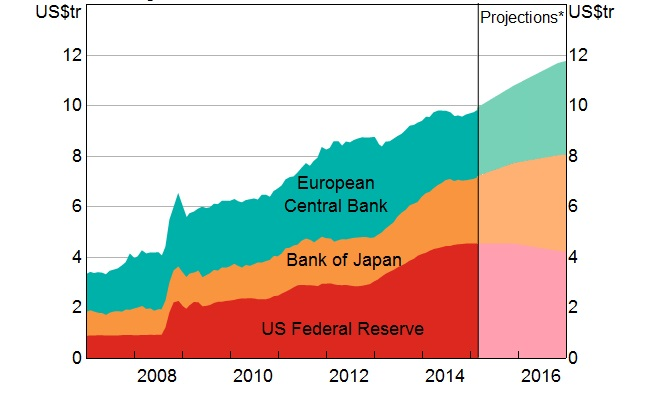 US$tr
Projections*
US$tr
12
12
10
10
8
8
6
6
4
4
2
2
0
0
European
Central Bank
Bank of Japan
US Federal Reserve
2008
2010
2012
2014
2016